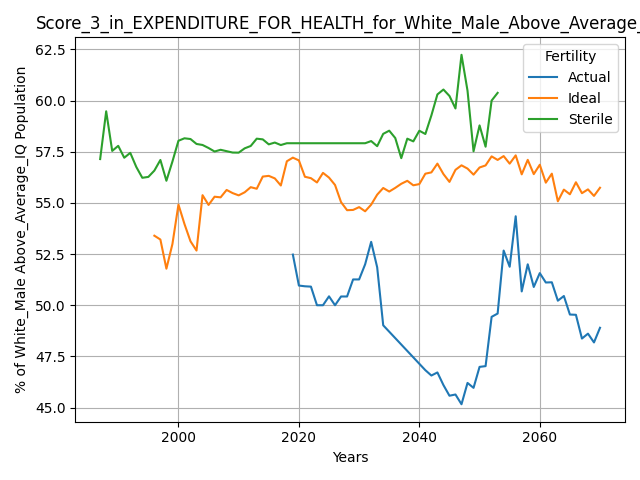 Score_3_in_EXPENDITURE_FOR_HEALTH_for_White_Male_Above_Average_
% of White_Male Above_Average_IQ Population
62.5
60.0
57.5
55.0
52.5
50.0
47.5
45.0
Fertility
Actual
Ideal
Sterile
2000
2020
2040
2060
Years